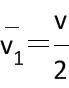 v̅₁ = v/2